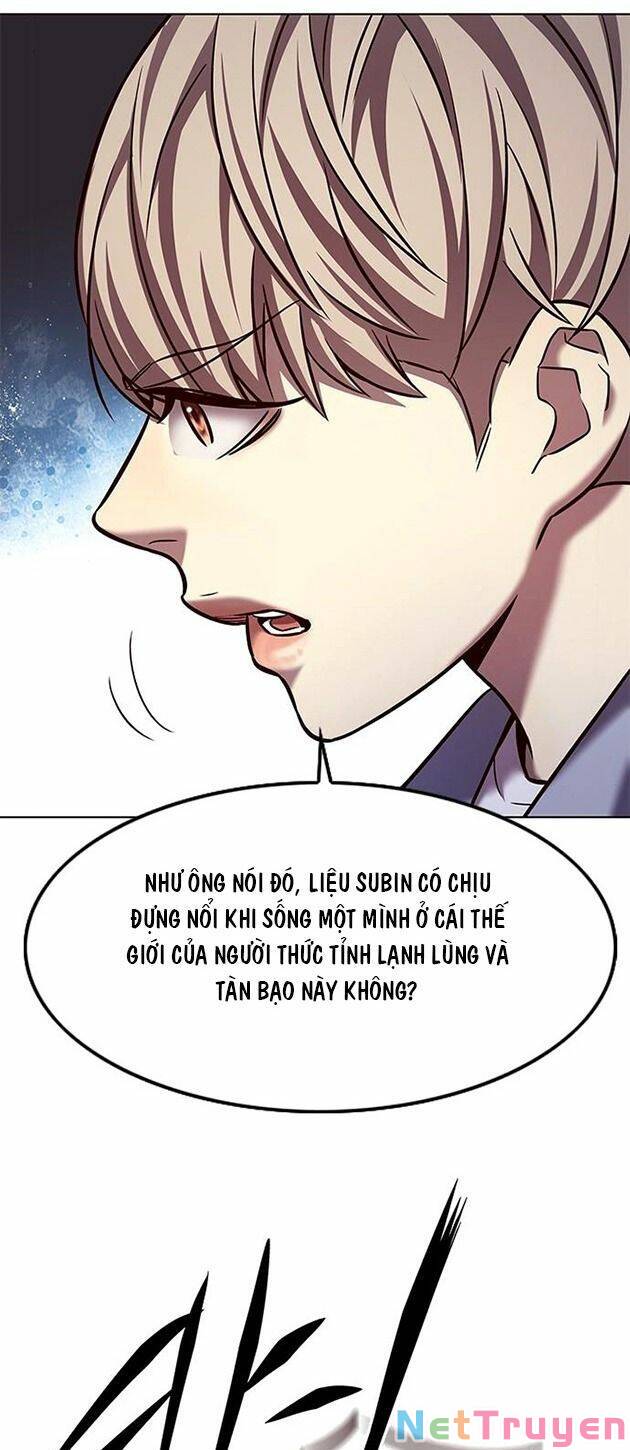 NHƯ ÔNG NÓI ĐÓ, LIỆU SUBIN CÓ CHỊU
ĐỰNG NỔI KHI SỐNG MỘT MÌNH Ở CÁI THẾ
GIỚI CỦA NGƯỜI THỨC TỈNH LẠNH LÙNG VÀ
TÀN BẠO NÀY KHÔNG?
NetTruyen